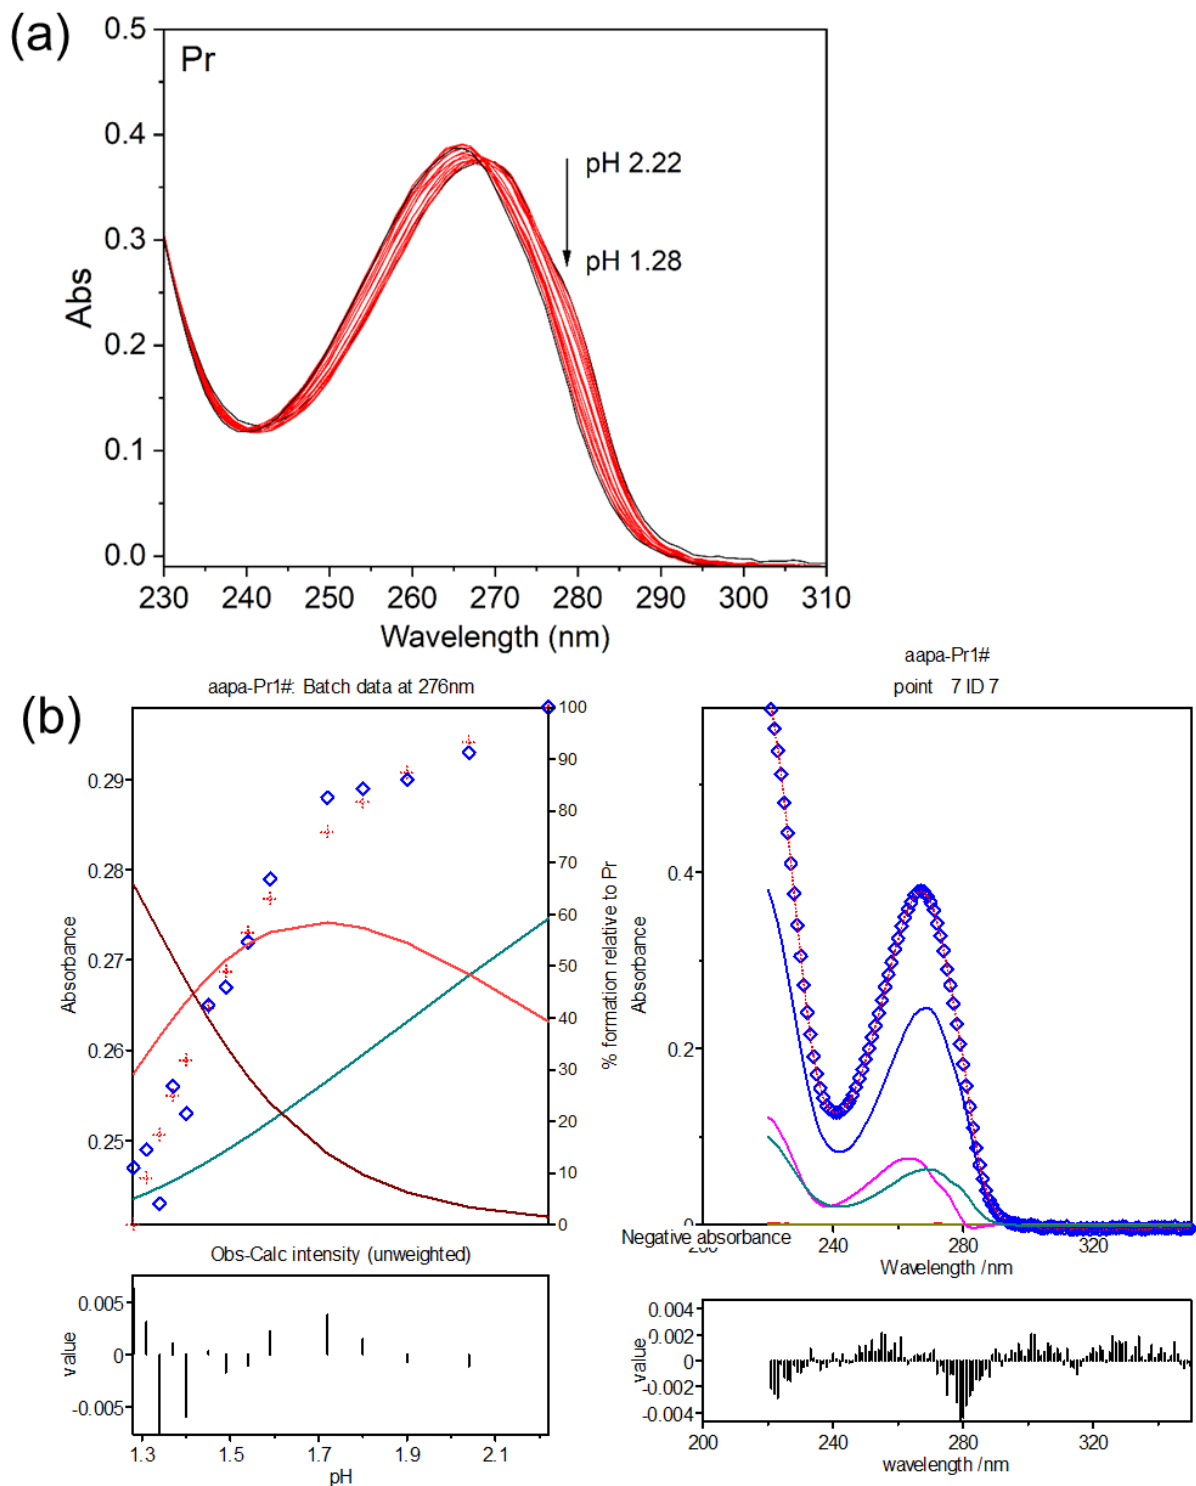 (a)
Pr
0.5
0.4
0.3
0.2
0.1
0.0
Abs
pH 2.22
pH 1.28
230 240 250 260 270 280 290 300 310
Wavelength (nm)
(b)
aapa-Pr1#: Batch data at 276nm
0.29
0.28
0.27
0.26
0.25
Absorbance
100
90
80
70
60
50
40
30
20
10
0
% formation relative to Pr
Obs-Calc intensity (unweighted)
0.005
0
-0.005
value
1.3 1.5 1.7 1.9 2.1
pH
aapa-Pr1#
point 7 ID 7
0.4
0.2
0
Absorbance
Negative absorbance
200 240 280 320
Wavelength /nm
0.004
0.002
0
-0.002
-0.004
value
200 240 280 320
wavelength /nm